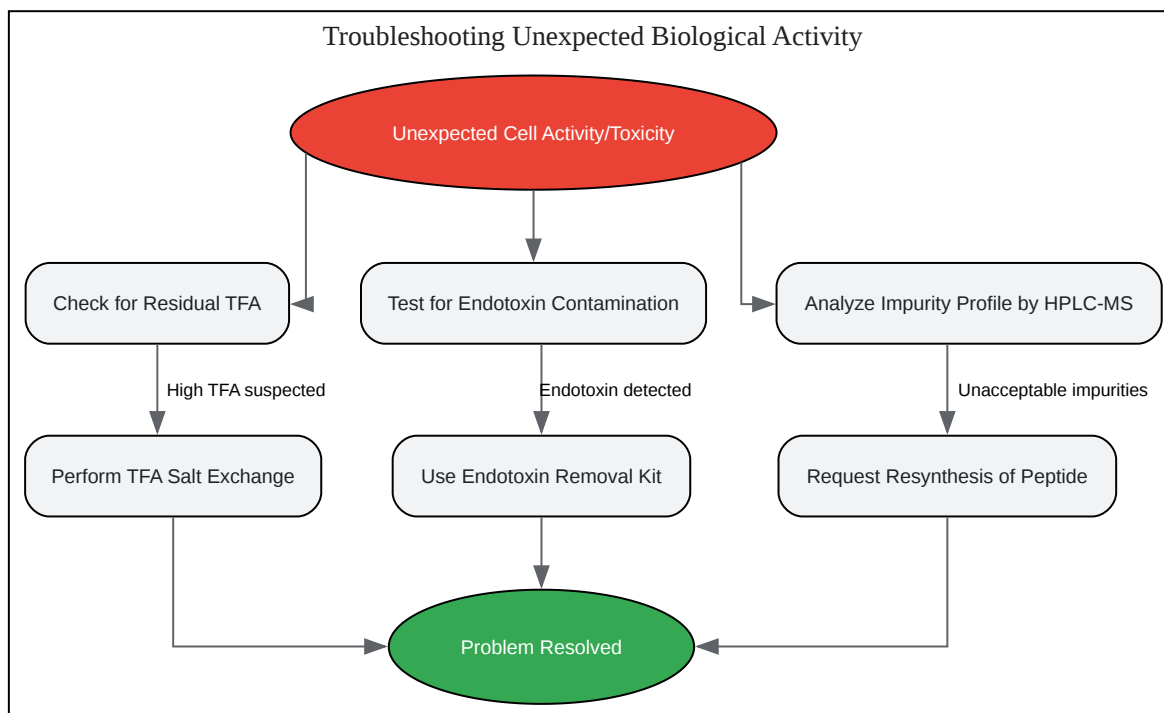 Troubleshooting Unexpected Biological Activity
Unexpected Cell Activity/Toxicity
Check for Residual TFA
Test for Endotoxin Contamination
Analyze Impurity Profile by HPLC-MS
High TFA suspected
Endotoxin detected
Unacceptable impurities
Perform TFA Salt Exchange
Use Endotoxin Removal Kit
Request Resynthesis of Peptide
Problem Resolved